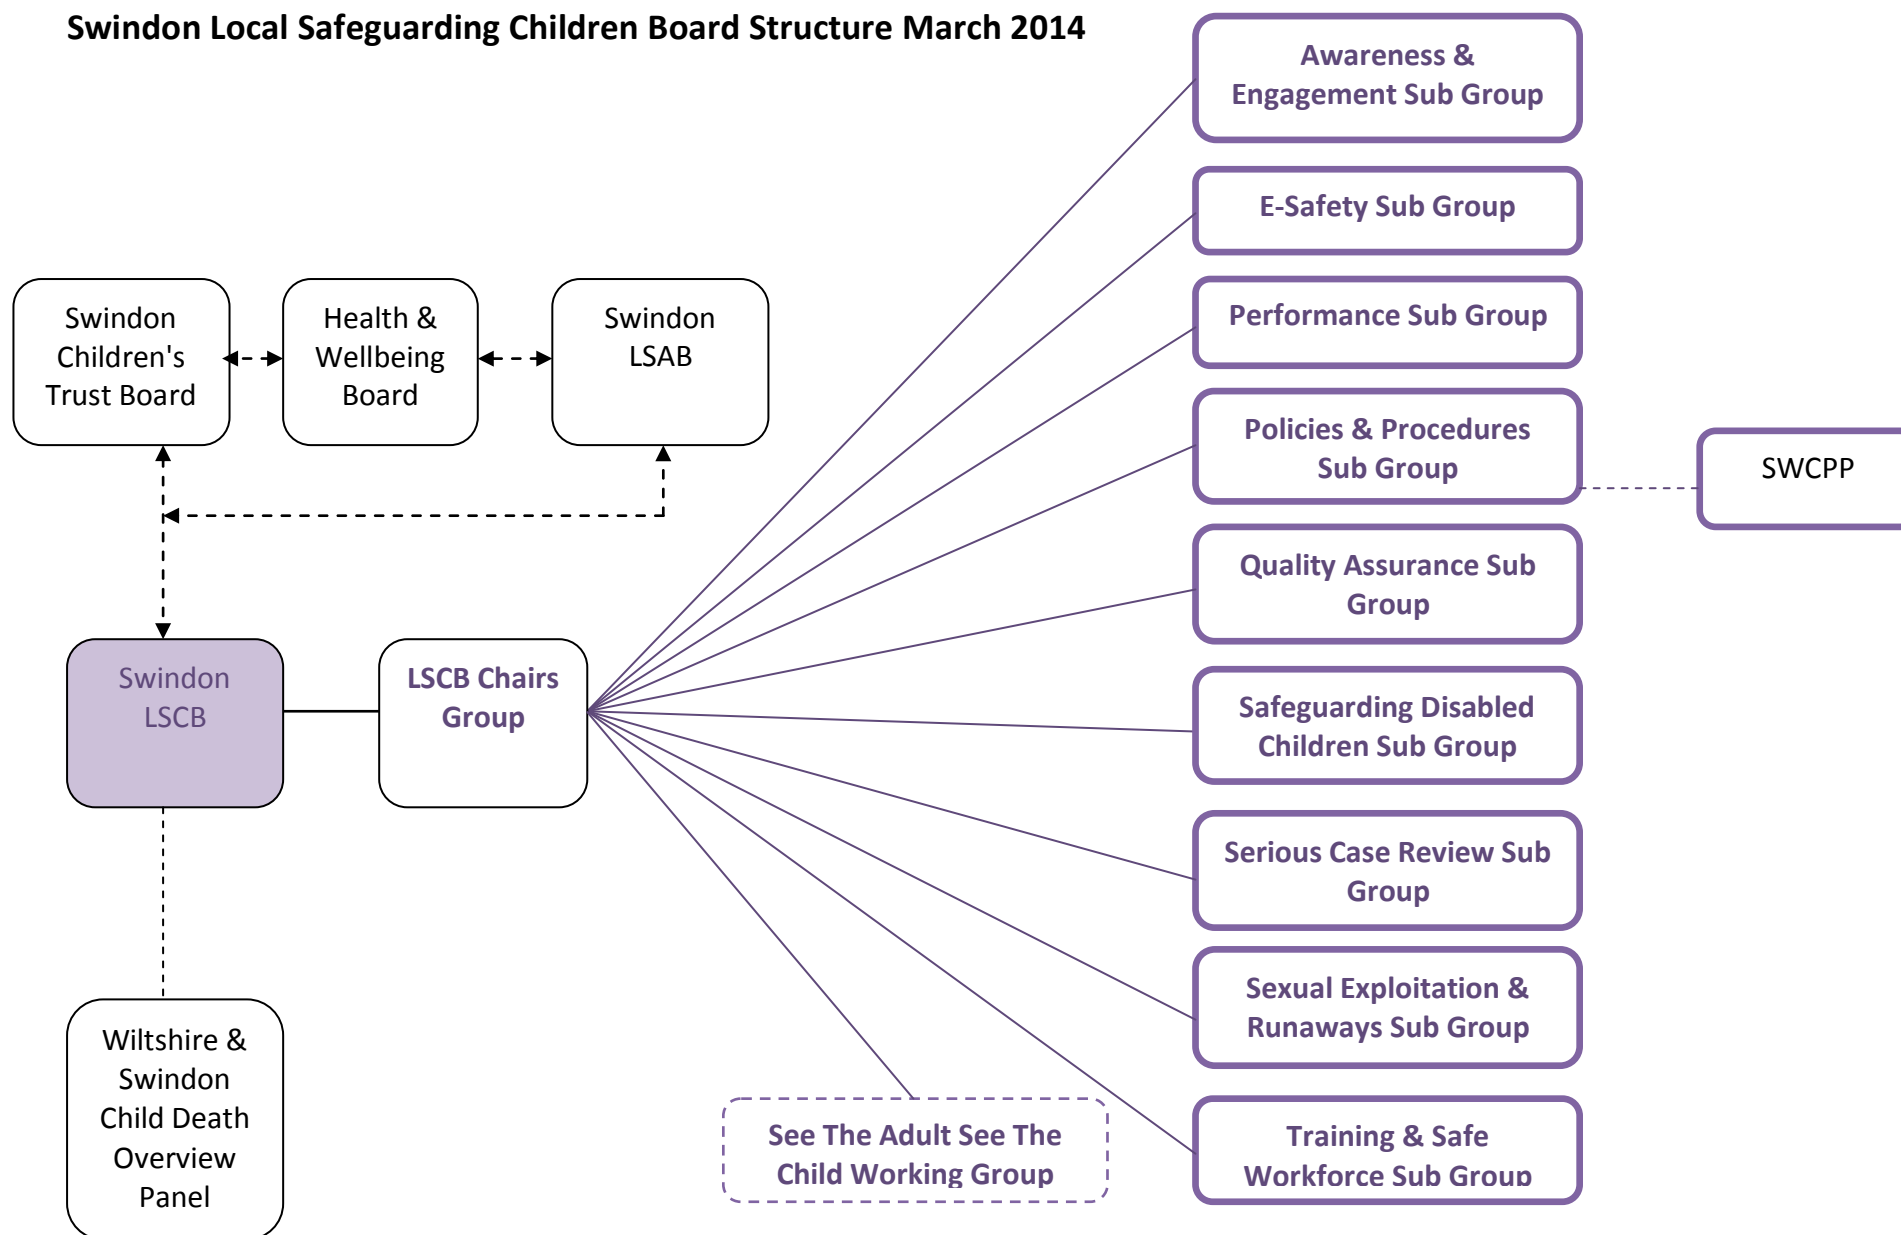 Swindon Local Safeguarding Children Board Structure March 2014
Awareness &
Engagement Sub Group
E-Safety Sub Group
Performance Sub Group
Policies & Procedures
Sub Group
SWCPP
Quality Assurance Sub
Group
Safeguarding Disabled
Children Sub Group
Serious Case Review Sub
Group
Sexual Exploitation &
Runaways Sub Group
Training & Safe
Workforce Sub Group
See The Adult See The
Child Working Group
Swindon
Children's
Trust Board
Health &
Wellbeing
Board
Swindon
LSAB
Swindon
LSCB
LSCB Chairs
Group
Wiltshire &
Swindon
Child Death
Overview
Panel